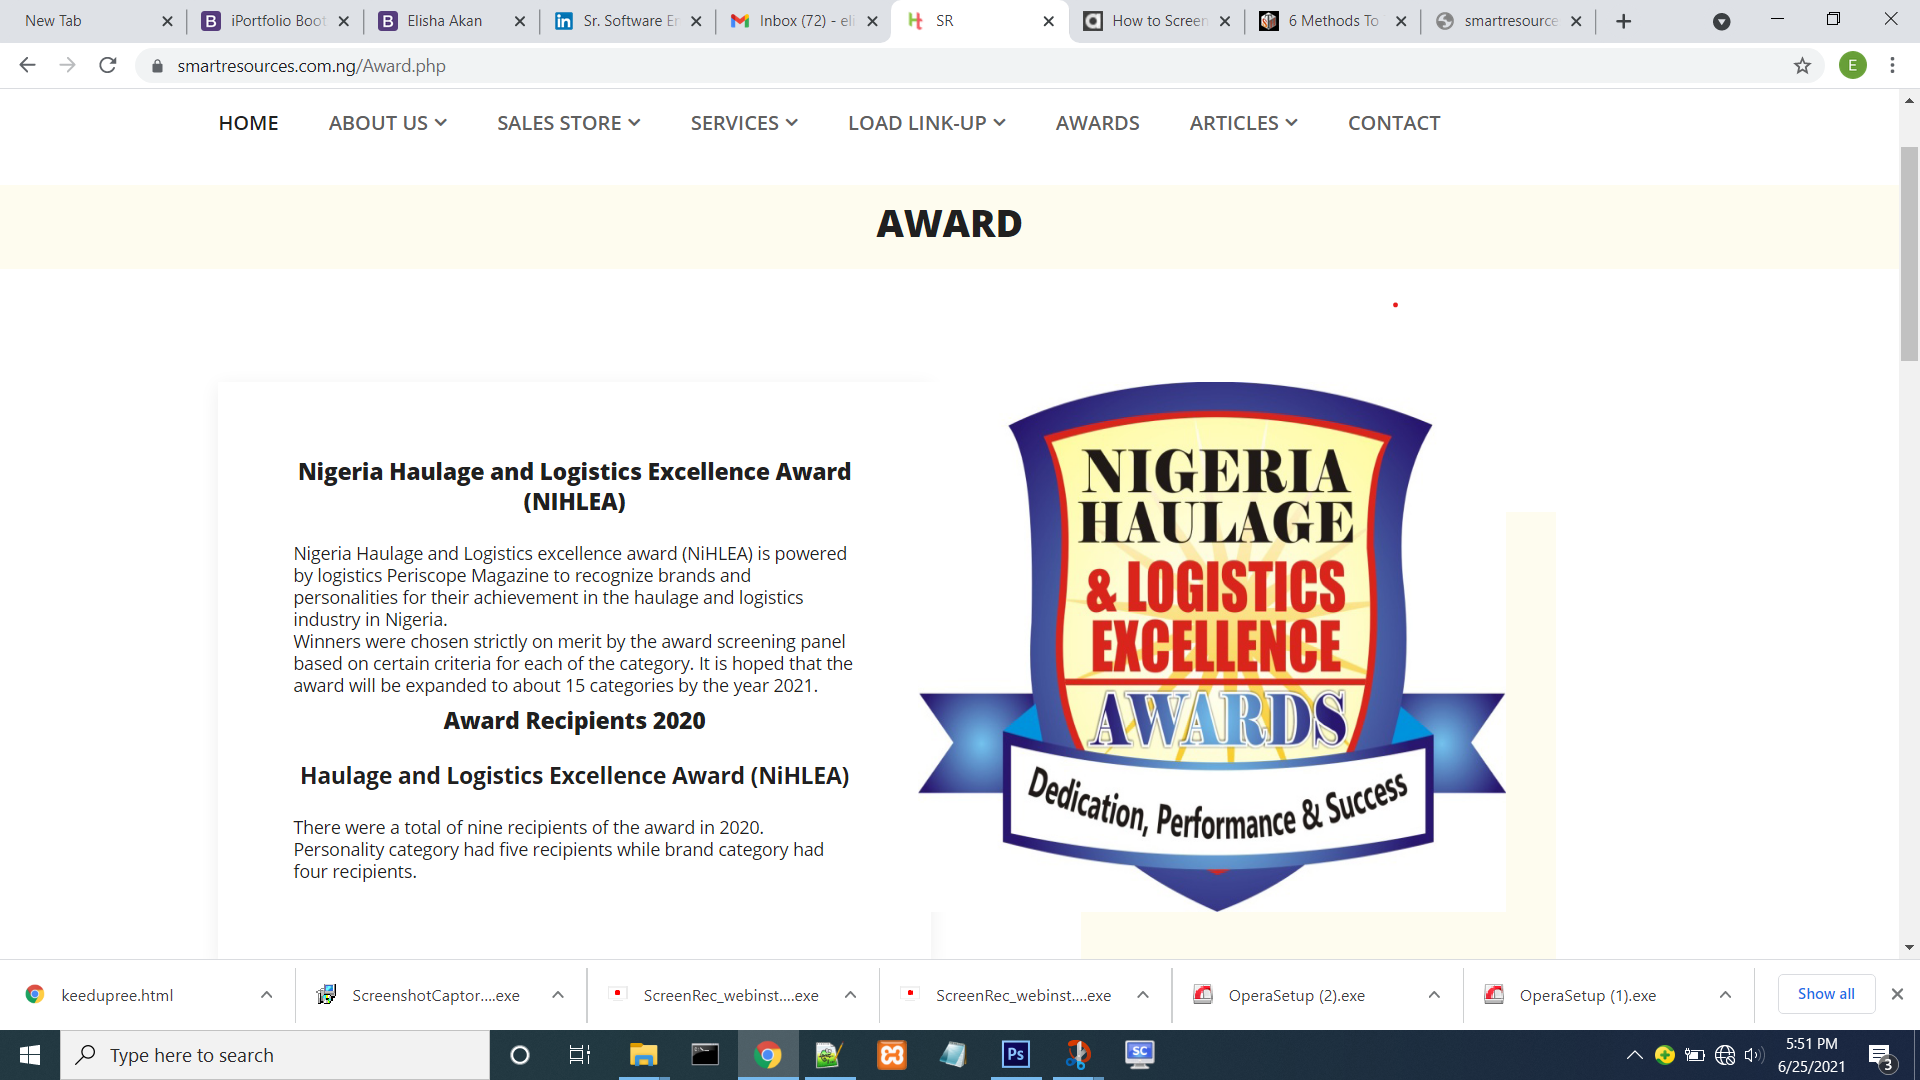 New Tab
iPortfolio Boot
Elisha Akan
Sr. Software En
Inbox (72) - eli
SR
How to Screen
6 Methods To
smartresource
smartresources.com.ng/Award.php
E
HOME ABOUT US SALES STORE SERVICES LOAD LINK-UP AWARDS ARTICLES CONTACT
AWARD
Nigeria Haulage and Logistics Excellence Award
(NIHLEA)
Nigeria Haulage and Logistics excellence award (NiHLEA) is powered
by logistics Periscope Magazine to recognize brands and
personalities for their achievement in the haulage and logistics
industry in Nigeria.
Winners were chosen strictly on merit by the award screening panel
based on certain criteria for each of the category. It is hoped that the
award will be expanded to about 15 categories by the year 2021.
Award Recipients 2020
Haulage and Logistics Excellence Award (NiHLEA)
There were a total of nine recipients of the award in 2020.
Personality category had five recipients while brand category had
four recipients.
NIGERIA
HAULAGE
& LOGISTICS
EXCELLENCE
AWARDS
Dedication, Performance & Success
keedupree.html
ScreenshotCaptor....exe
ScreenRec_webinst....exe
ScreenRec_webinst....exe
OperaSetup (2).exe
OperaSetup (1).exe
Show all
Type here to search
Ps
SC
5:51 PM
6/25/2021
3